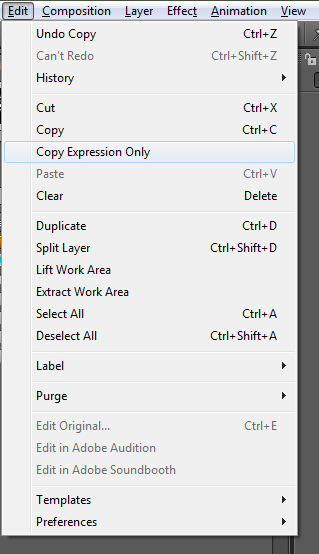 Edit Composition Layer Effect Animation View
Undo Copy Ctrl+Z
Can't Redo Ctrl+Shift+Z
History
Cut Ctrl+X
Copy Ctrl+C
Copy Expression Only
Paste Ctrl+V
Clear Delete
Duplicate Ctrl+D
Split Layer Ctrl+Shift+D
Lift Work Area
Extract Work Area
Select All Ctrl+A
Deselect All Ctrl+Shift+A
Label
Purge
Edit Original... Ctrl+E
Edit in Adobe Audition
Edit in Adobe Soundbooth
Templates
Preferences